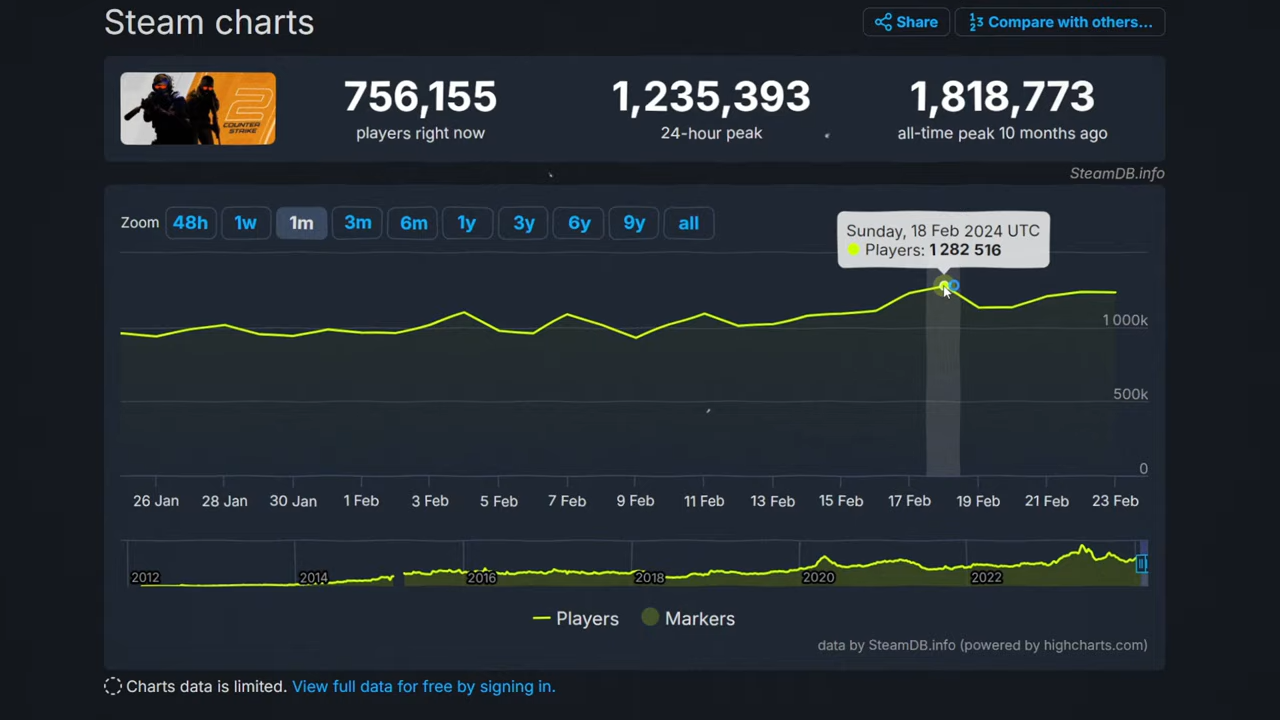 Steam charts
Share
Compare with others...
COUNTER STRIKE 2
756,155
players right now
1,235,393
24-hour peak
1,818,773
all-time peak 10 months ago
SteamDB.info
Zoom 48h 1w 1m 3m 6m 1y 3y 6y 9y all
Sunday, 18 Feb 2024 UTC
Players: 1 282 516
1 000k
500k
0
26 Jan 28 Jan 30 Jan 1 Feb 3 Feb 5 Feb 7 Feb 9 Feb 11 Feb 13 Feb 15 Feb 17 Feb 19 Feb 21 Feb 23 Feb
2012 2014 2016 2018 2020 2022
Players Markers
data by SteamDB.info (powered by highcharts.com)
Charts data is limited. View full data for free by signing in.